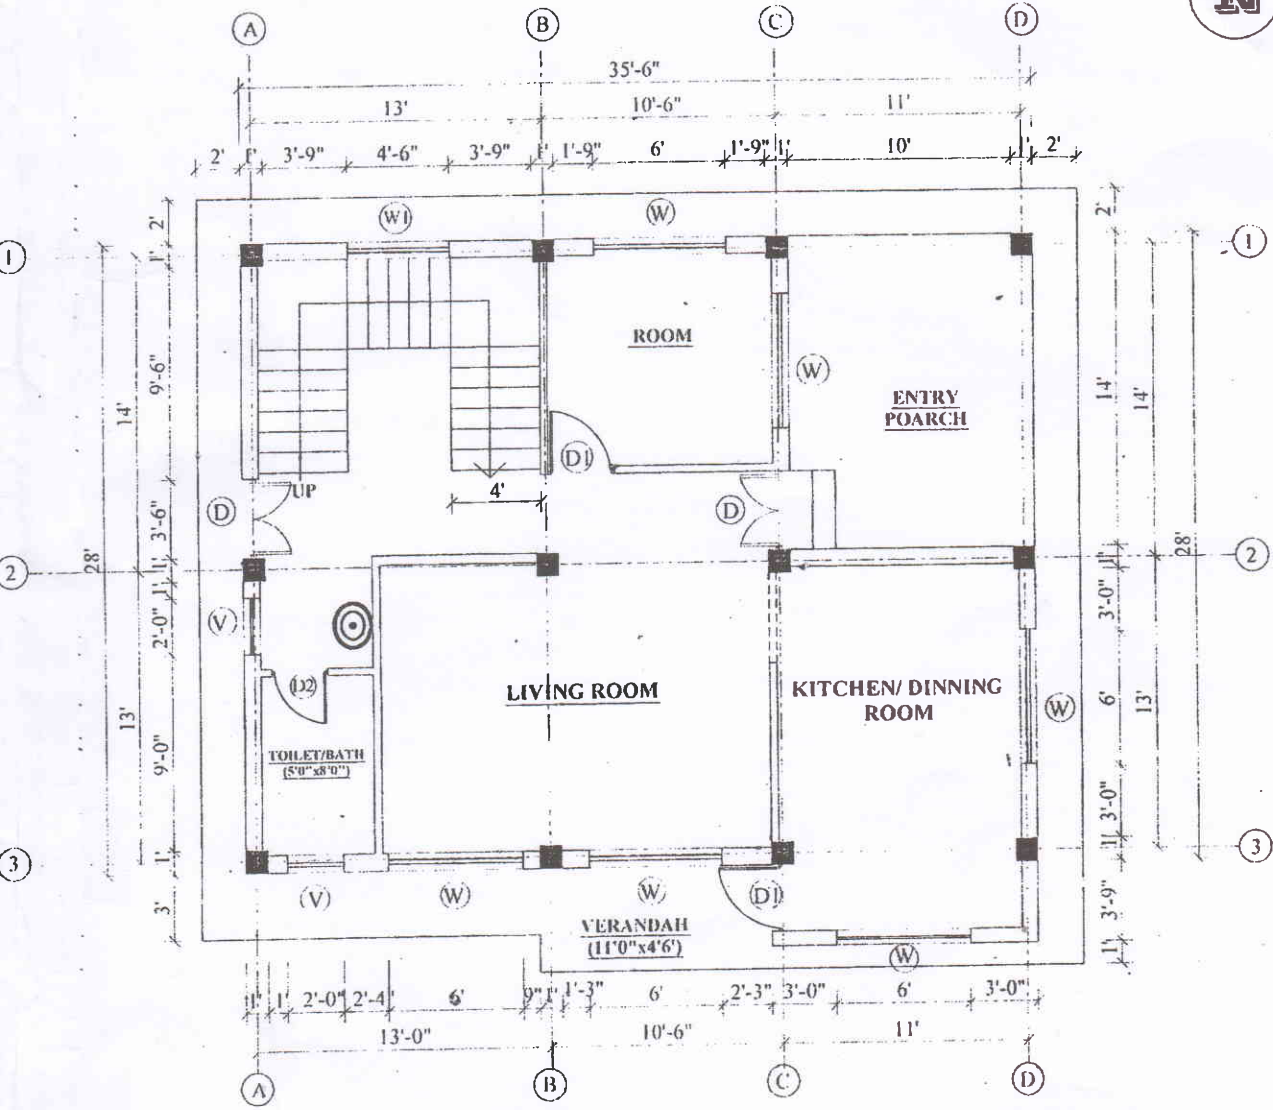 N
A B C D
35'-6"
13' 10'-6" 11'
2' 1' 3'-9" 4'-6" 3'-9" 1' 1'-9" 6' 1'-9" 1' 10' 1' 2'
W1 W
2' 2'
1 1' 1
ROOM
9'-6"
W
14' 14' 14'
ENTRY
POARCH
D1
UP 4'
D D
3'-6"
28' 28'
2 1' 1' 2
1'
3'-0"
V 2'-0"
D2
LIVING ROOM
KITCHEN/ DINNING
ROOM
6' W
13' 13'
TOILET/BATH
(5'0"x8'0")
9'-0"
3'-0"
3 1' 1' 3
V W W D1
3' 3'-9"
VERANDAH
(11'0"x4'6')
W 1'
1' 1' 2'-0" 2'-4' 6' 9" 1' 1'-3" 6' 2'-3" 3'-0" 6' 3'-0"
13'-0" 10'-6" 11'
A B C D